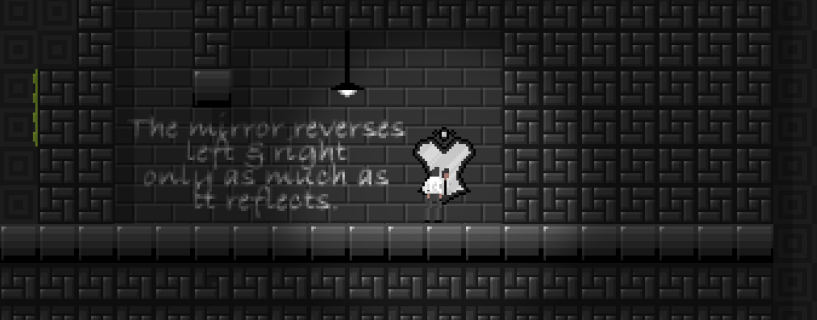 The mirror reverses
left & right
only as much as
it reflects.